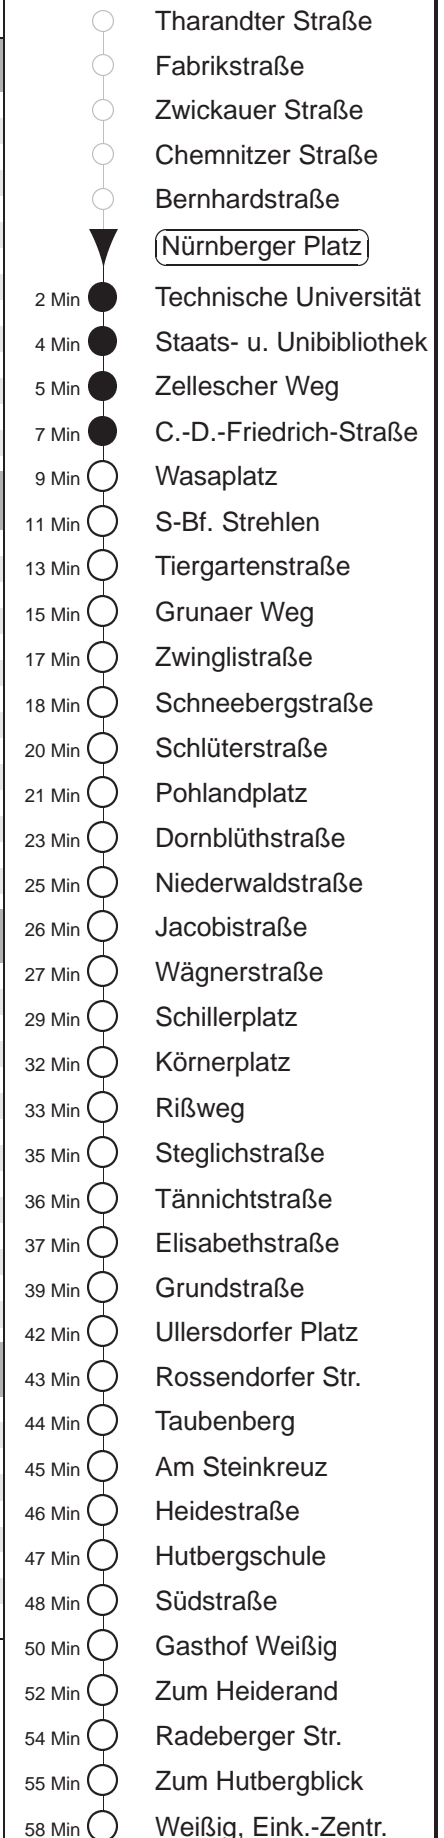 Tharandter Straße
Fabrikstraße
Zwickauer Straße
Chemnitzer Straße
Bernhardstraße
Nürnberger Platz
2 Min Technische Universität
4 Min Staats- u. Unibibliothek
5 Min Zellescher Weg
7 Min C.-D.-Friedrich-Straße
9 Min Wasaplatz
11 Min S-Bf. Strehlen
13 Min Tiergartenstraße
15 Min Grunaer Weg
17 Min Zwinglistraße
18 Min Schneebergstraße
20 Min Schlüterstraße
21 Min Pohlandplatz
23 Min Dornblüthstraße
25 Min Niederwaldstraße
26 Min Jacobistraße
27 Min Wägnerstraße
29 Min Schillerplatz
32 Min Körnerplatz
33 Min Rißweg
35 Min Steglichstraße
36 Min Tännichtstraße
37 Min Elisabethstraße
39 Min Grundstraße
42 Min Ullersdorfer Platz
43 Min Rossendorfer Str.
44 Min Taubenberg
45 Min Am Steinkreuz
46 Min Heidestraße
47 Min Hutbergschule
48 Min Südstraße
50 Min Gasthof Weißig
52 Min Zum Heiderand
54 Min Radeberger Str.
55 Min Zum Hutbergblick
58 Min Weißig, Eink.-Zentr.